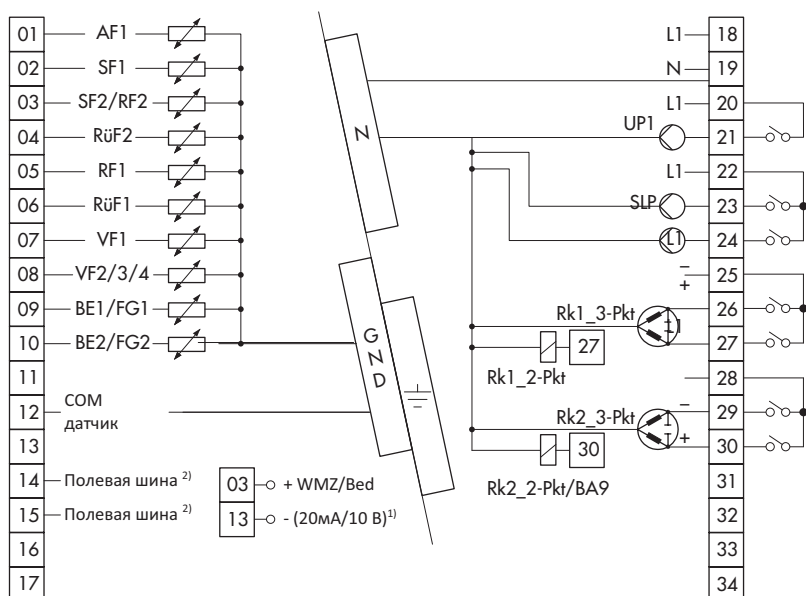 01 AF1
02 SF1
03 SF2/RF2
04 RüF2
05 RF1
06 RüF1
07 VF1
08 VF2/3/4
09 BE1/FG1
10 BE2/FG2
11
12 COM
датчик
13
14 Полевая шина 2)
15 Полевая шина 2)
16
17
03 + WMZ/Bed
13 - (20мА/10 В)1)
N
GND
L1 18
N 19
L1 20
UP1 21
L1 22
SLP 23
L1 24
− 25
+
Rk1_3-Pkt 26
L1
27 27
Rk1_2-Pkt
28
Rk2_3-Pkt − 29
30 + 30
Rk2_2-Pkt/BA9
31
32
33
34